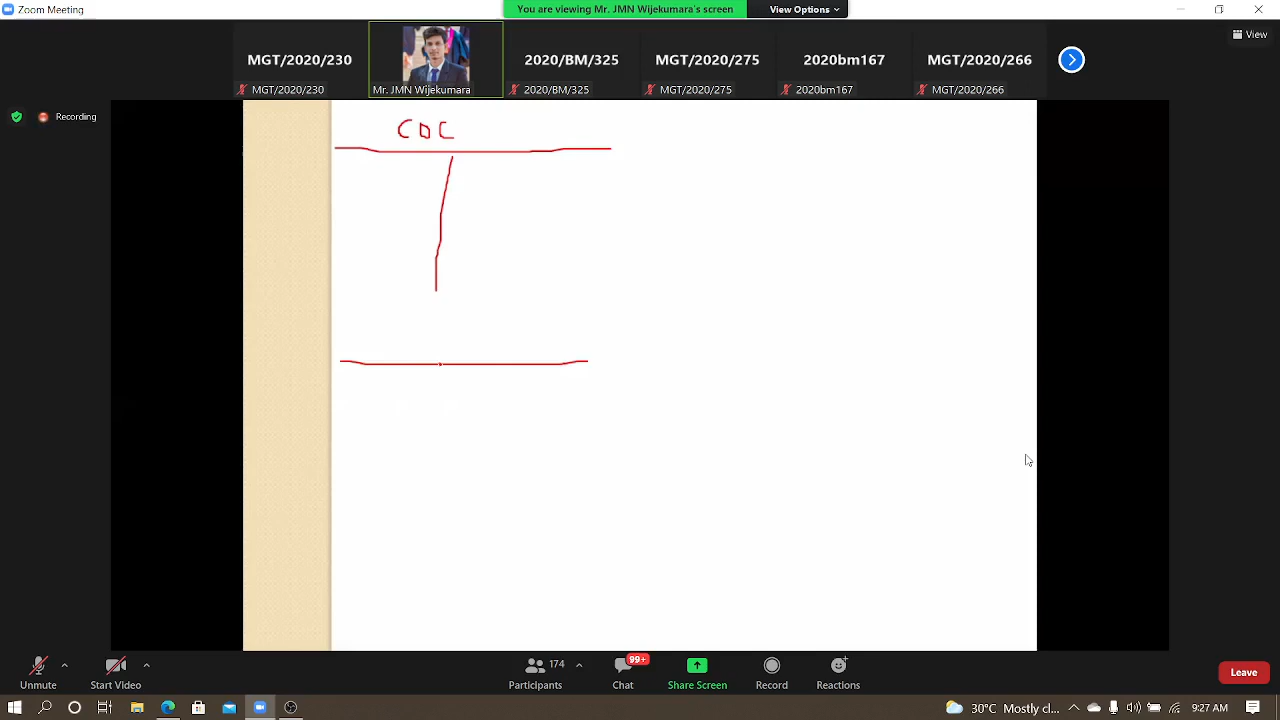 Zoom Meeting
You are viewing Mr. JMN Wijekumara's screen
View Options
View
MGT/2020/230
2020/BM/325
MGT/2020/275
2020bm167
MGT/2020/266
MGT/2020/230
Mr. JMN Wijekumara
2020/BM/325
MGT/2020/275
2020bm167
MGT/2020/266
Recording
CDC
Unmute
Start Video
174
Participants
99+
Chat
Share Screen
Record
Reactions
Leave
30°C Mostly cl...
9:27 AM